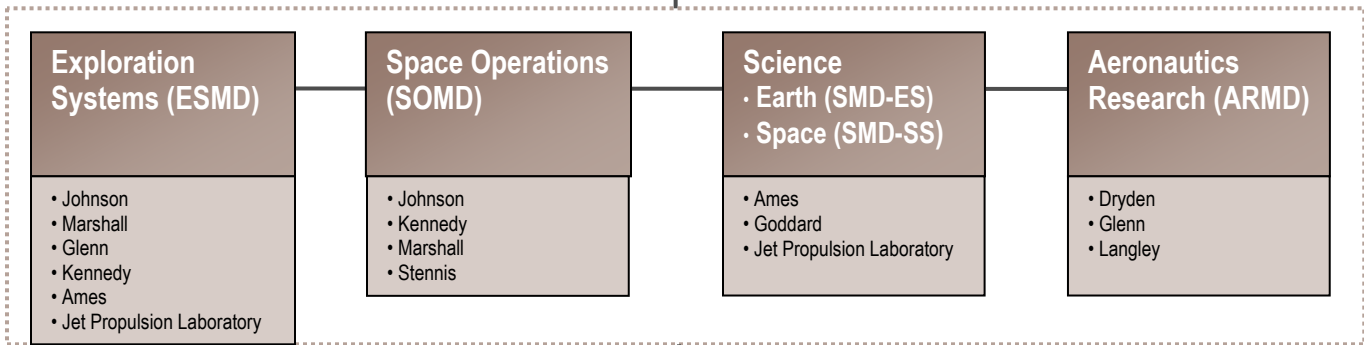 Exploration
Systems (ESMD)
• Johnson
• Marshall
• Glenn
• Kennedy
• Ames
• Jet Propulsion Laboratory
Space Operations
(SOMD)
• Johnson
• Kennedy
• Marshall
• Stennis
Science
• Earth (SMD-ES)
• Space (SMD-SS)
• Ames
• Goddard
• Jet Propulsion Laboratory
Aeronautics
Research (ARMD)
• Dryden
• Glenn
• Langley